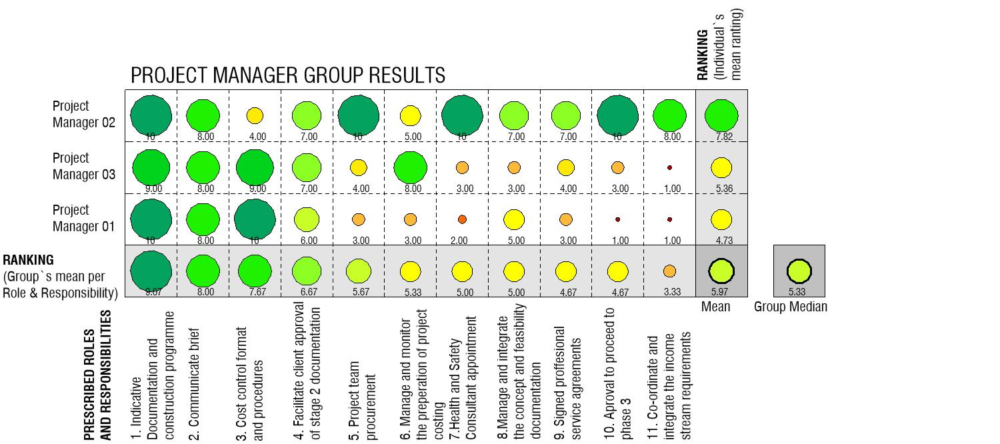 RANKING
(Individual`s
mean ranting)
PROJECT MANAGER GROUP RESULTS
Project
Manager 02
10 8.00 4.00 7.00 10 5.00 10 7.00 7.00 10 8.00 7.82
Project
Manager 03
9.00 8.00 9.00 7.00 4.00 8.00 3.00 3.00 4.00 3.00 1.00 5.36
Project
Manager 01
10 8.00 10 6.00 3.00 3.00 2.00 5.00 3.00 1.00 1.00 4.73
RANKING
(Group`s mean per
Role & Responsibility)
9.67 8.00 7.67 6.67 5.67 5.33 5.00 5.00 4.67 4.67 3.33 5.97 5.33
Mean
Group Median
PRESCRIBED ROLES
AND RESPONSIBILITIES
1. Indicative
Documentation and
construction programme
2. Communicate brief
3. Cost control format
and procedures
4. Facilitate client approval
of stage 2 documentation
5. Project team
procurement
6. Manage and monitor
the preperation of project
costing
7.Health and Safety
Consultant appointment
8.Manage and integrate
the concept and feasibility
documentation
9. Signed proffesional
service agreements
10. Aproval to proceed to
phase 3
11. Co-ordinate and
integrate the income
stream requirements